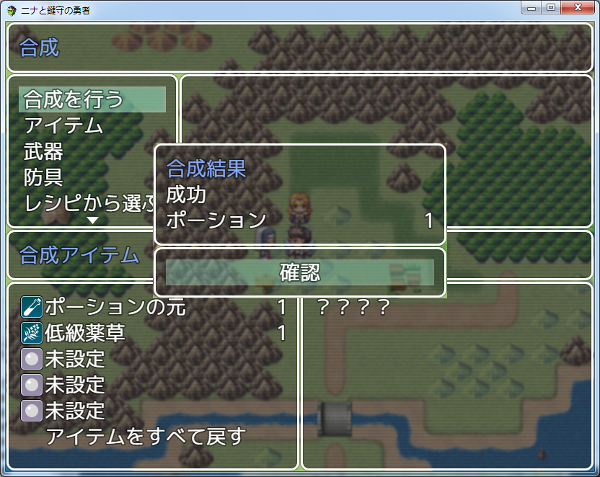 ニナと鍵守の勇者
合成
合成を行う
アイテム
武器
防具
レシピから選ぶ
合成結果
成功
ポーション 1
確認
合成アイテム
ポーションの元 1
？？？？
低級薬草 1
未設定
未設定
未設定
アイテムをすべて戻す